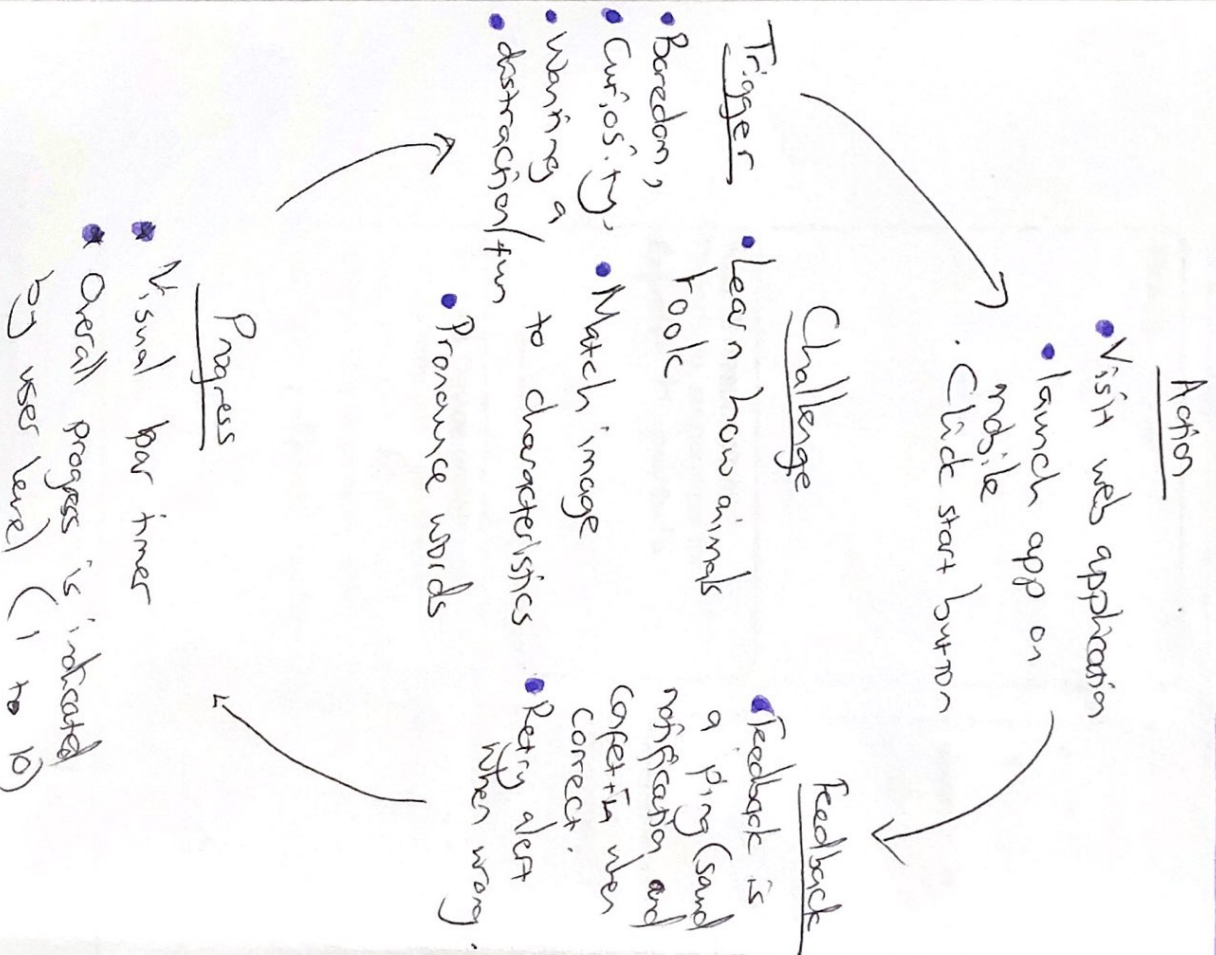 Action
Visit web application
launch app on
mobile
Click start button
Trigger
Boredom,
Curiosity,
Wanting a
distraction/fun
Challenge
Learn how animals
look
Match image
to characteristics
Pronounce words
Feedback
Feedback is
a ping (sound
notification and
when
correct.
Retry alert
when wrong.
Progress
Visual bar timer
Overall progress is indicated
by user level (1 to 10)